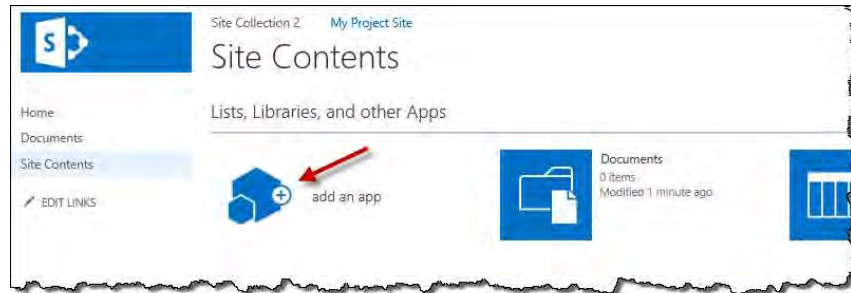 S
Site Collection 2 My Project Site
Site Contents
Home
Documents
Site Contents
EDIT LINKS
Lists, Libraries, and other Apps
add an app
Documents
0 items
Modified 1 minute ago